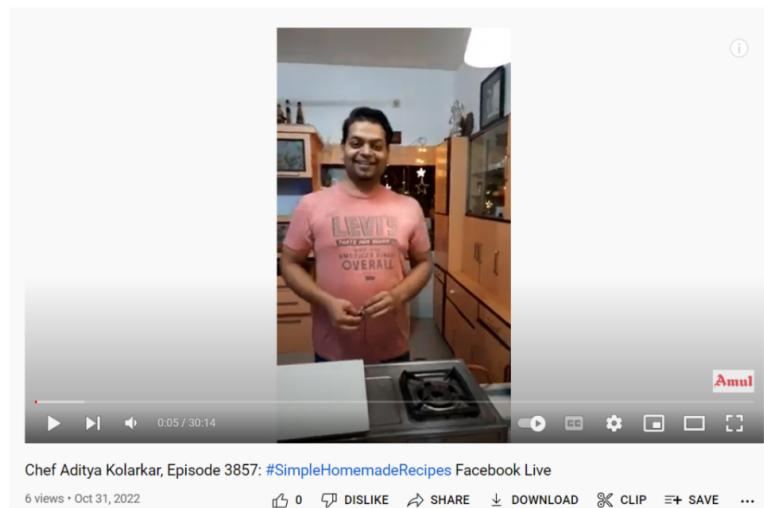 LEVI'S
OVERALL
Amul
0:05 / 30:14
CC
Chef Aditya Kolarkar, Episode 3857: #SimpleHomemadeRecipes Facebook Live
6 views • Oct 31, 2022 0 DISLIKE SHARE DOWNLOAD CLIP SAVE ...